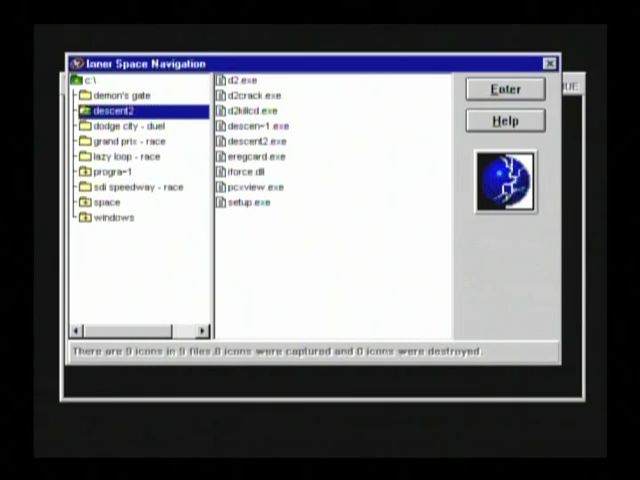 Inner Space Navigation
c:\
demon's gate
descent2
dodge city - duel
grand prix - race
lazy loop - race
progra~1
sdi speedway - race
space
windows
d2.exe
d2crack.exe
d2killcd.exe
descen~1.exe
descent2.exe
eregcard.exe
iforce.dll
pcxview.exe
setup.exe
Enter
Help
There are 9 icons in 9 files.0 icons were captured and 0 icons were destroyed.